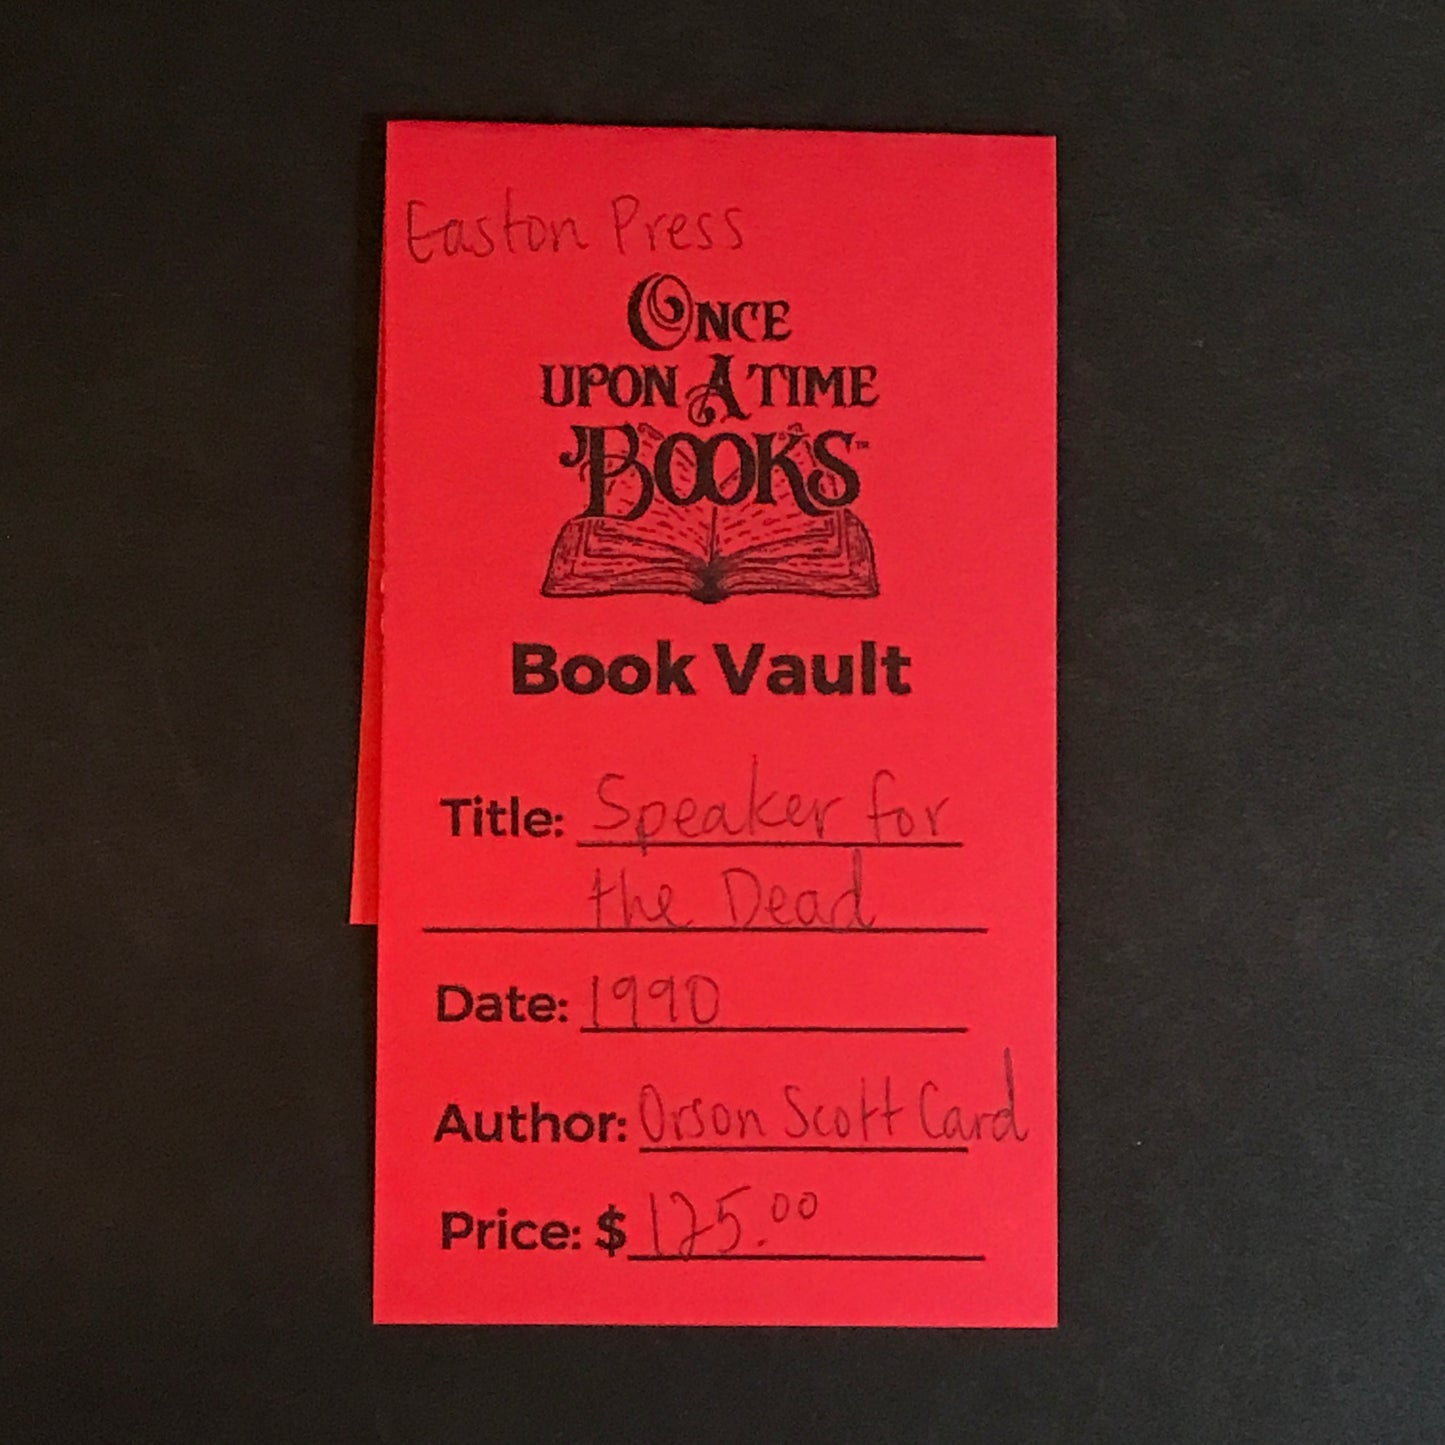 Easton Press
ONCE
UPON A TIME
BOOKS™
Book Vault
Title: Speaker for
the Dead
Date: 1990
Author: Orson Scott Card
Price: $ 125.00